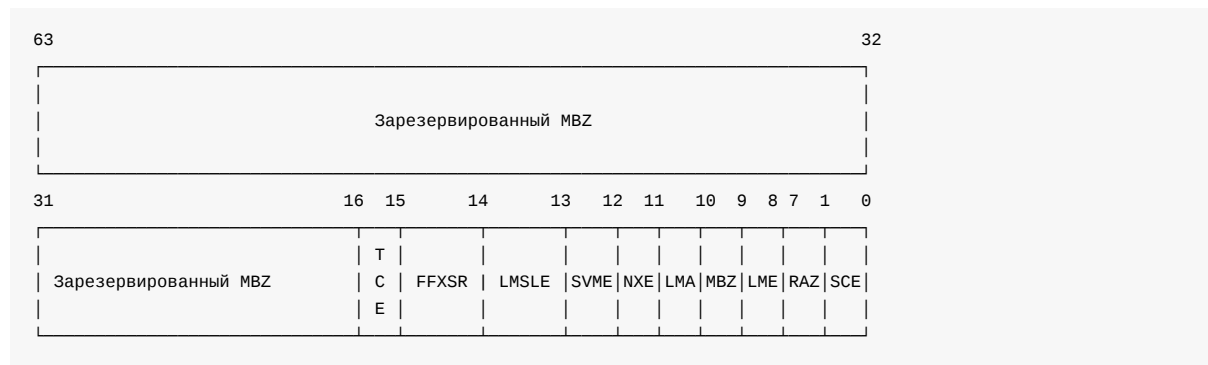 63 32
Зарезервированный MBZ
31 16 15 14 13 12 11 10 9 8 7 1 0
T
Зарезервированный MBZ C FFXSR LMSLE SVME NXE LMA MBZ LME RAZ SCE
E